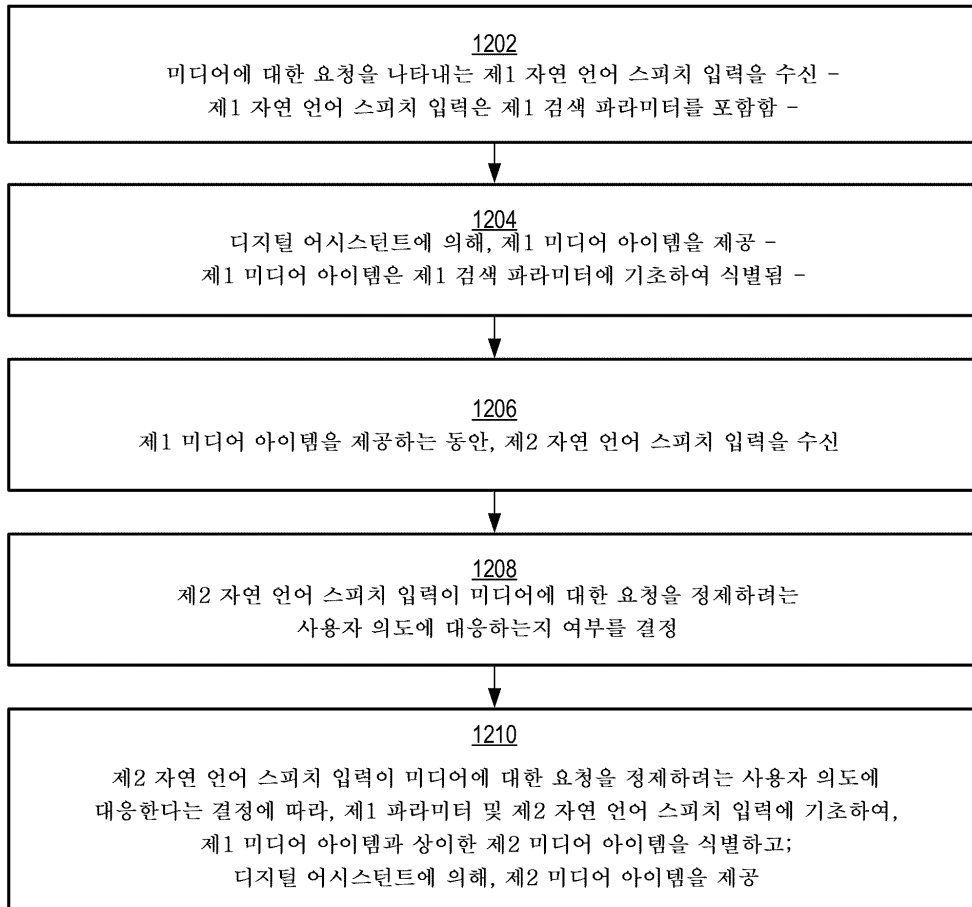 1202
미디어에 대한 요청을 나타내는 제1 자연 언어 스피치 입력을 수신 –
제1 자연 언어 스피치 입력은 제1 검색 파라미터를 포함함 –
1204
디지털 어시스턴트에 의해, 제1 미디어 아이템을 제공 –
제1 미디어 아이템은 제1 검색 파라미터에 기초하여 식별됨 –
1206
제1 미디어 아이템을 제공하는 동안, 제2 자연 언어 스피치 입력을 수신
1208
제2 자연 언어 스피치 입력이 미디어에 대한 요청을 정제하려는
사용자 의도에 대응하는지 여부를 결정
1210
제2 자연 언어 스피치 입력이 미디어에 대한 요청을 정제하려는 사용자 의도에
대응한다는 결정에 따라, 제1 파라미터 및 제2 자연 언어 스피치 입력에 기초하여,
제1 미디어 아이템과 상이한 제2 미디어 아이템을 식별하고;
디지털 어시스턴트에 의해, 제2 미디어 아이템을 제공